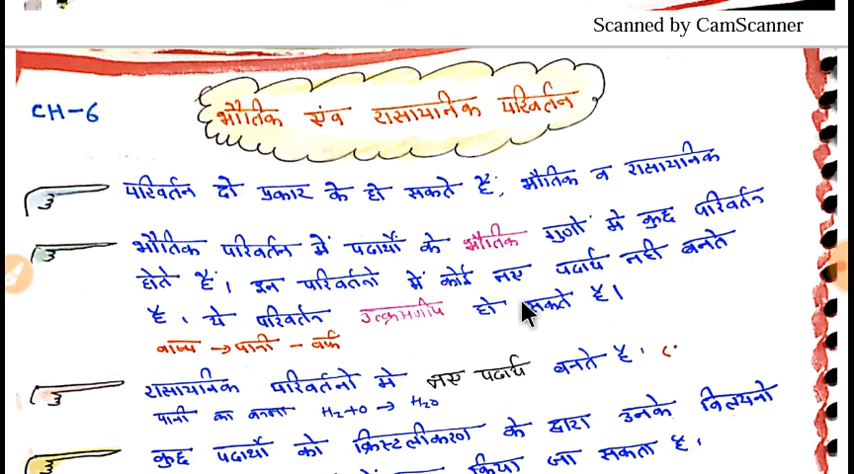 Scanned by CamScanner
CH-6
भौतिक एंव रासायनिक परिवर्तन
परिवर्तन दो प्रकार के हो सकते हैं, भौतिक व रासायनिक
भौतिक परिवर्तन में पदार्थों के भौतिक गुणों में कुछ परिवर्तन
होते हैं। इन परिवर्तनो में कोई नए पदार्थ नही बनते
है। ये परिवर्तन उत्क्रमणीय हो सकते है।
वाष्प → पानी - बर्फ
रासायनिक परिवर्तनो मे नए पदार्थ बनते है।
पानी का बनना H₂+O → H₂O
कुछ पदार्थों को क्रिस्टलीकरण के द्वारा उनके विलयनो
किया जा सकता है।